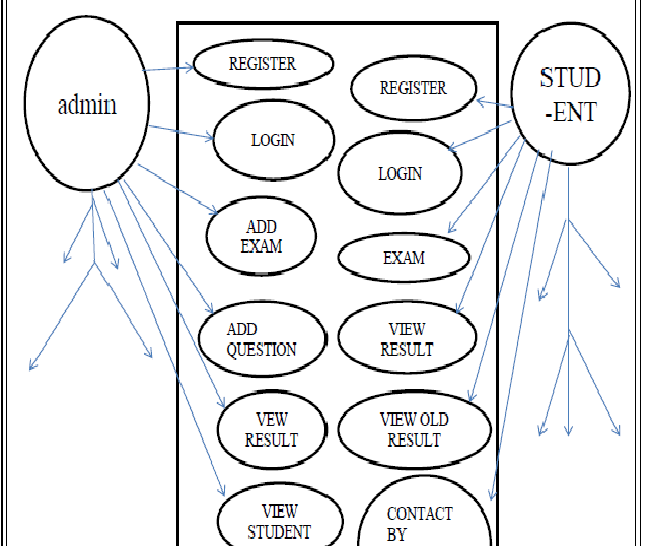 admin
REGISTER
LOGIN
ADD
EXAM
ADD
QUESTION
VEW
RESULT
VIEW
STUDENT
REGISTER
LOGIN
EXAM
VIEW
RESULT
VIEW OLD
RESULT
CONTACT
BY
STUD
-ENT